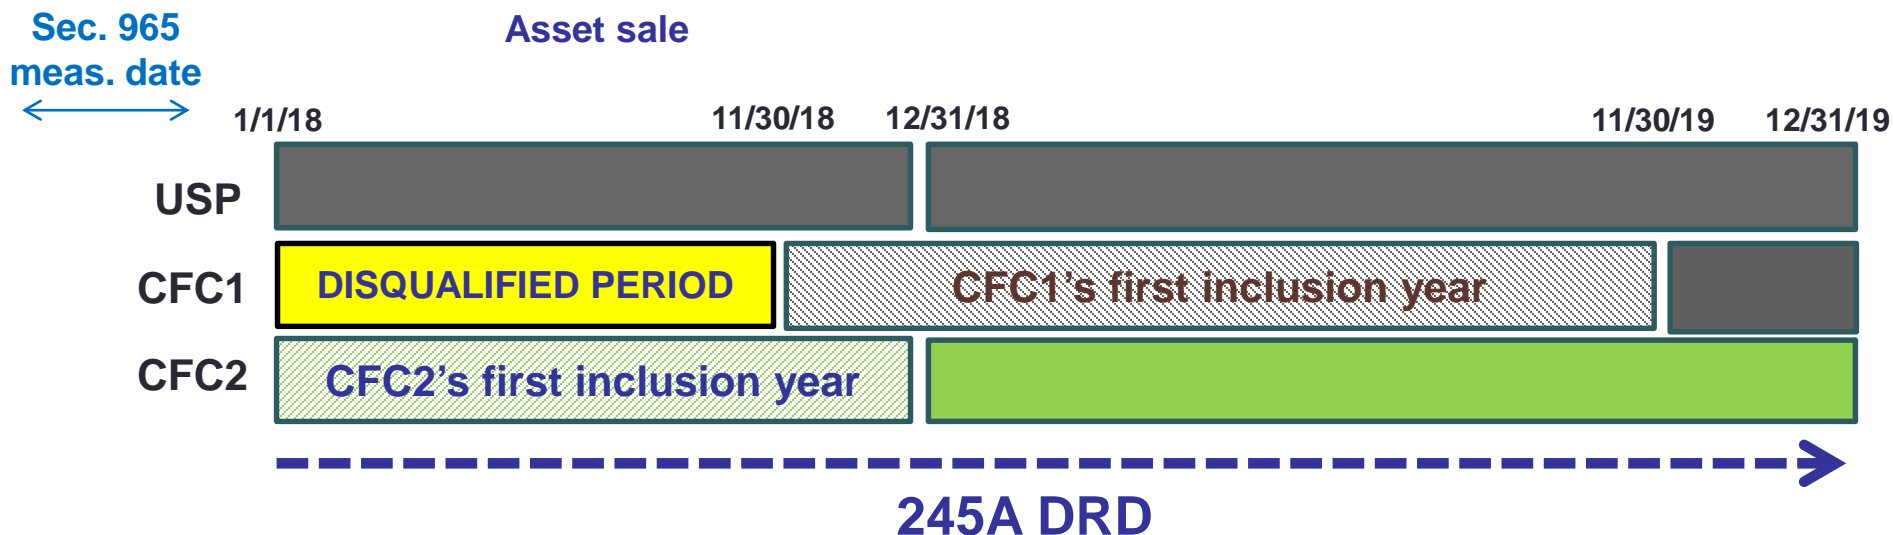 Sec. 965
meas. date
Asset sale
1/1/18
11/30/18
12/31/18
11/30/19
12/31/19
USP
CFC1
DISQUALIFIED PERIOD
CFC1's first inclusion year
CFC2
CFC2's first inclusion year
245A DRD